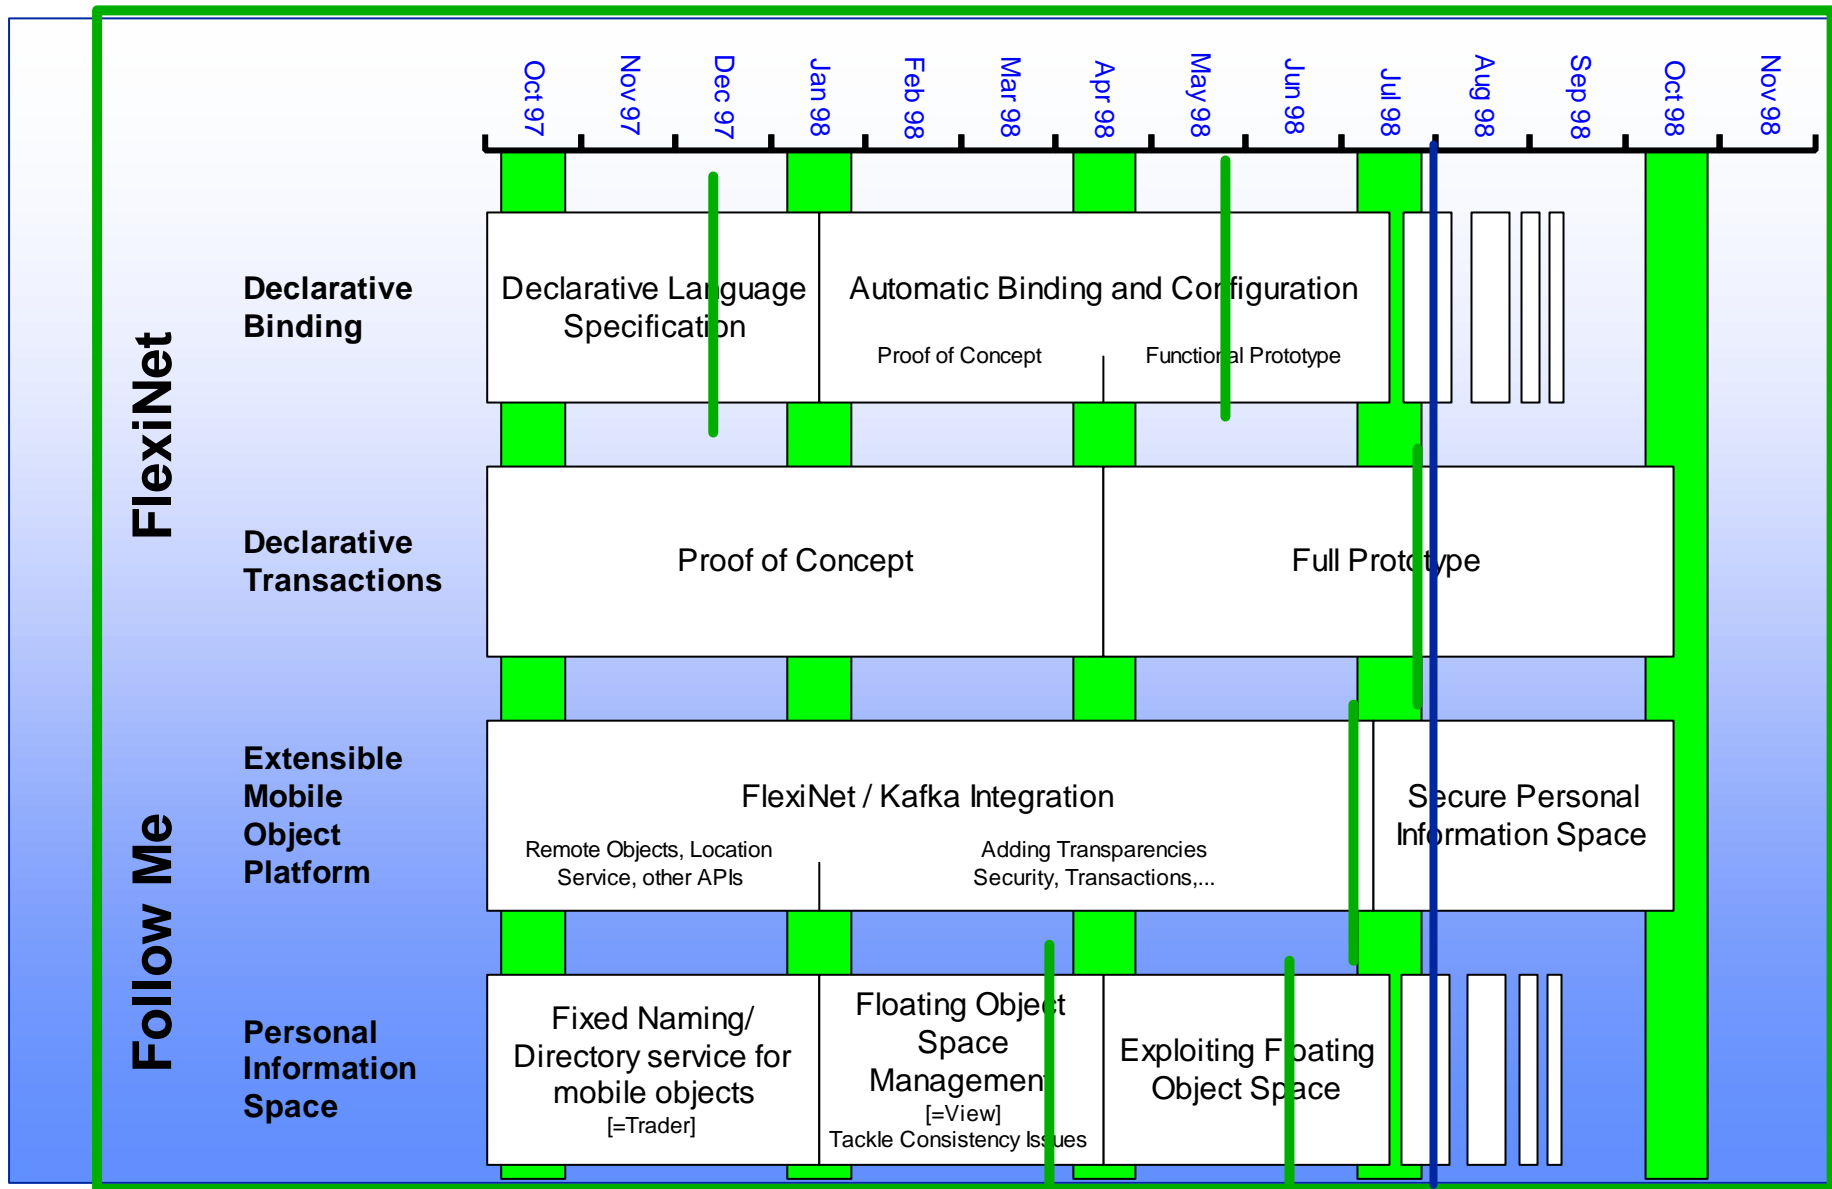 Oct 97
Nov 97
Dec 97
Jan 98
Feb 98
Mar 98
Apr 98
May 98
Jun 98
Jul 98
Aug 98
Sep 98
Oct 98
Nov 98
FlexiNet
Declarative
Binding
Declarative Language
Specification
Automatic Binding and Configuration
Proof of Concept
Functional Prototype
Declarative
Transactions
Proof of Concept
Full Prototype
Follow Me
Extensible
Mobile
Object
Platform
FlexiNet / Kafka Integration
Remote Objects, Location
Service, other APIs
Adding Transparencies
Security, Transactions,...
Secure Personal
Information Space
Personal
Information
Space
Fixed Naming/
Directory service for
mobile objects
[=Trader]
Floating Object
Space
Management
[=View]
Tackle Consistency Issues
Exploiting Floating
Object Space